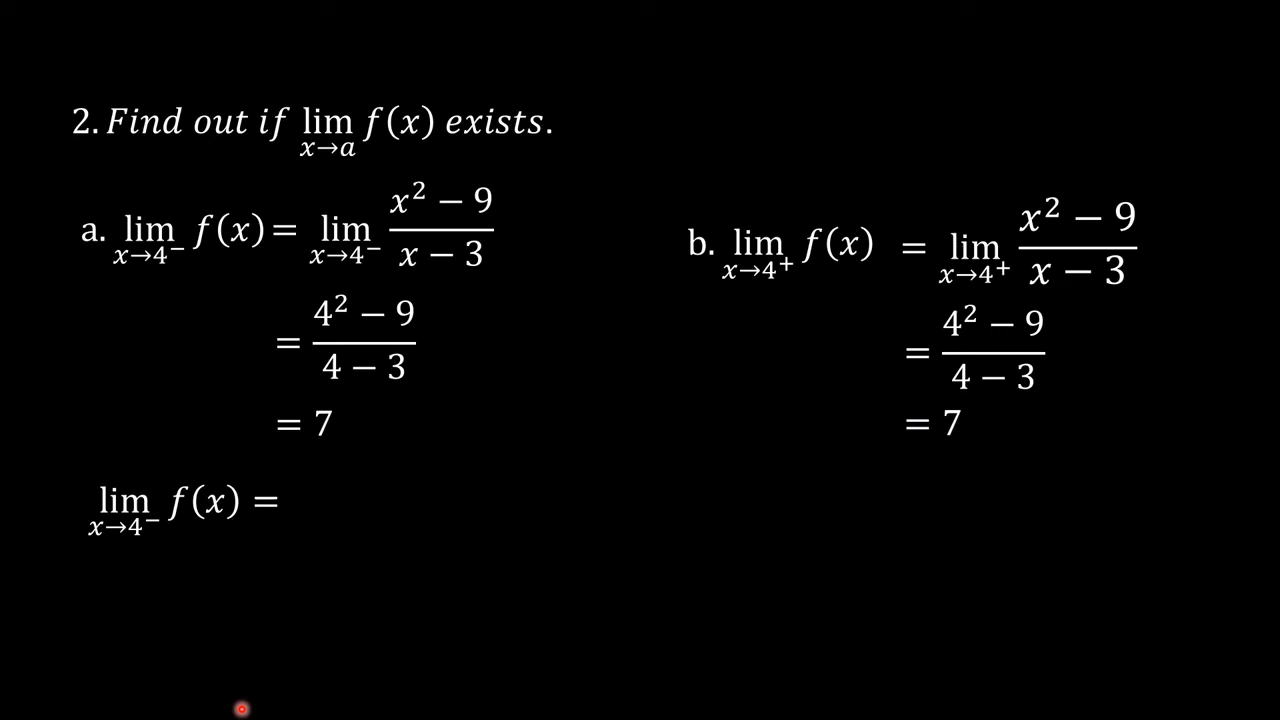 2. Find out if lim x→a f(x) exists.
a. lim x→4⁻ f(x) = lim x→4⁻ (x² − 9)/(x − 3)
= (4² − 9)/(4 − 3)
= 7
lim x→4⁻ f(x) =
b. lim x→4⁺ f(x) = lim x→4⁺ (x² − 9)/(x − 3)
= (4² − 9)/(4 − 3)
= 7